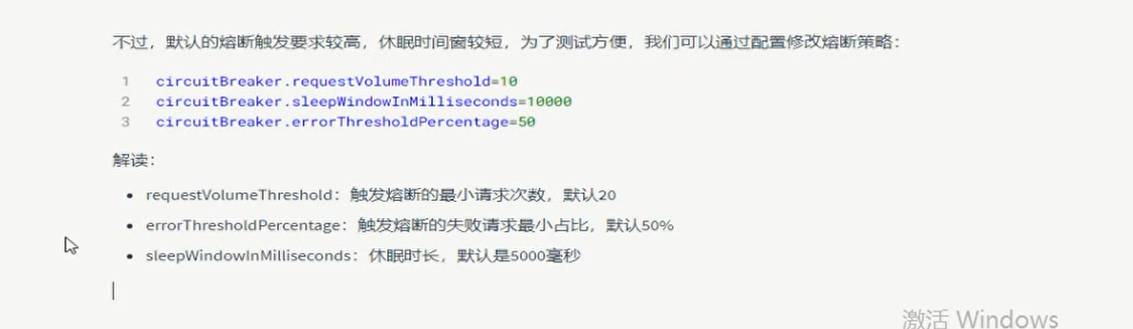 不过，默认的熔断触发要求较高，休眠时间窗较短，为了测试方便，我们可以通过配置修改熔断策略：
1 circuitBreaker.requestVolumeThreshold=10
2 circuitBreaker.sleepWindowInMilliseconds=10000
3 circuitBreaker.errorThresholdPercentage=50
解读：
• requestVolumeThreshold：触发熔断的最小请求次数，默认20
• errorThresholdPercentage：触发熔断的失败请求最小占比，默认50%
• sleepWindowInMilliseconds：休眠时长，默认是5000毫秒
激活 Windows